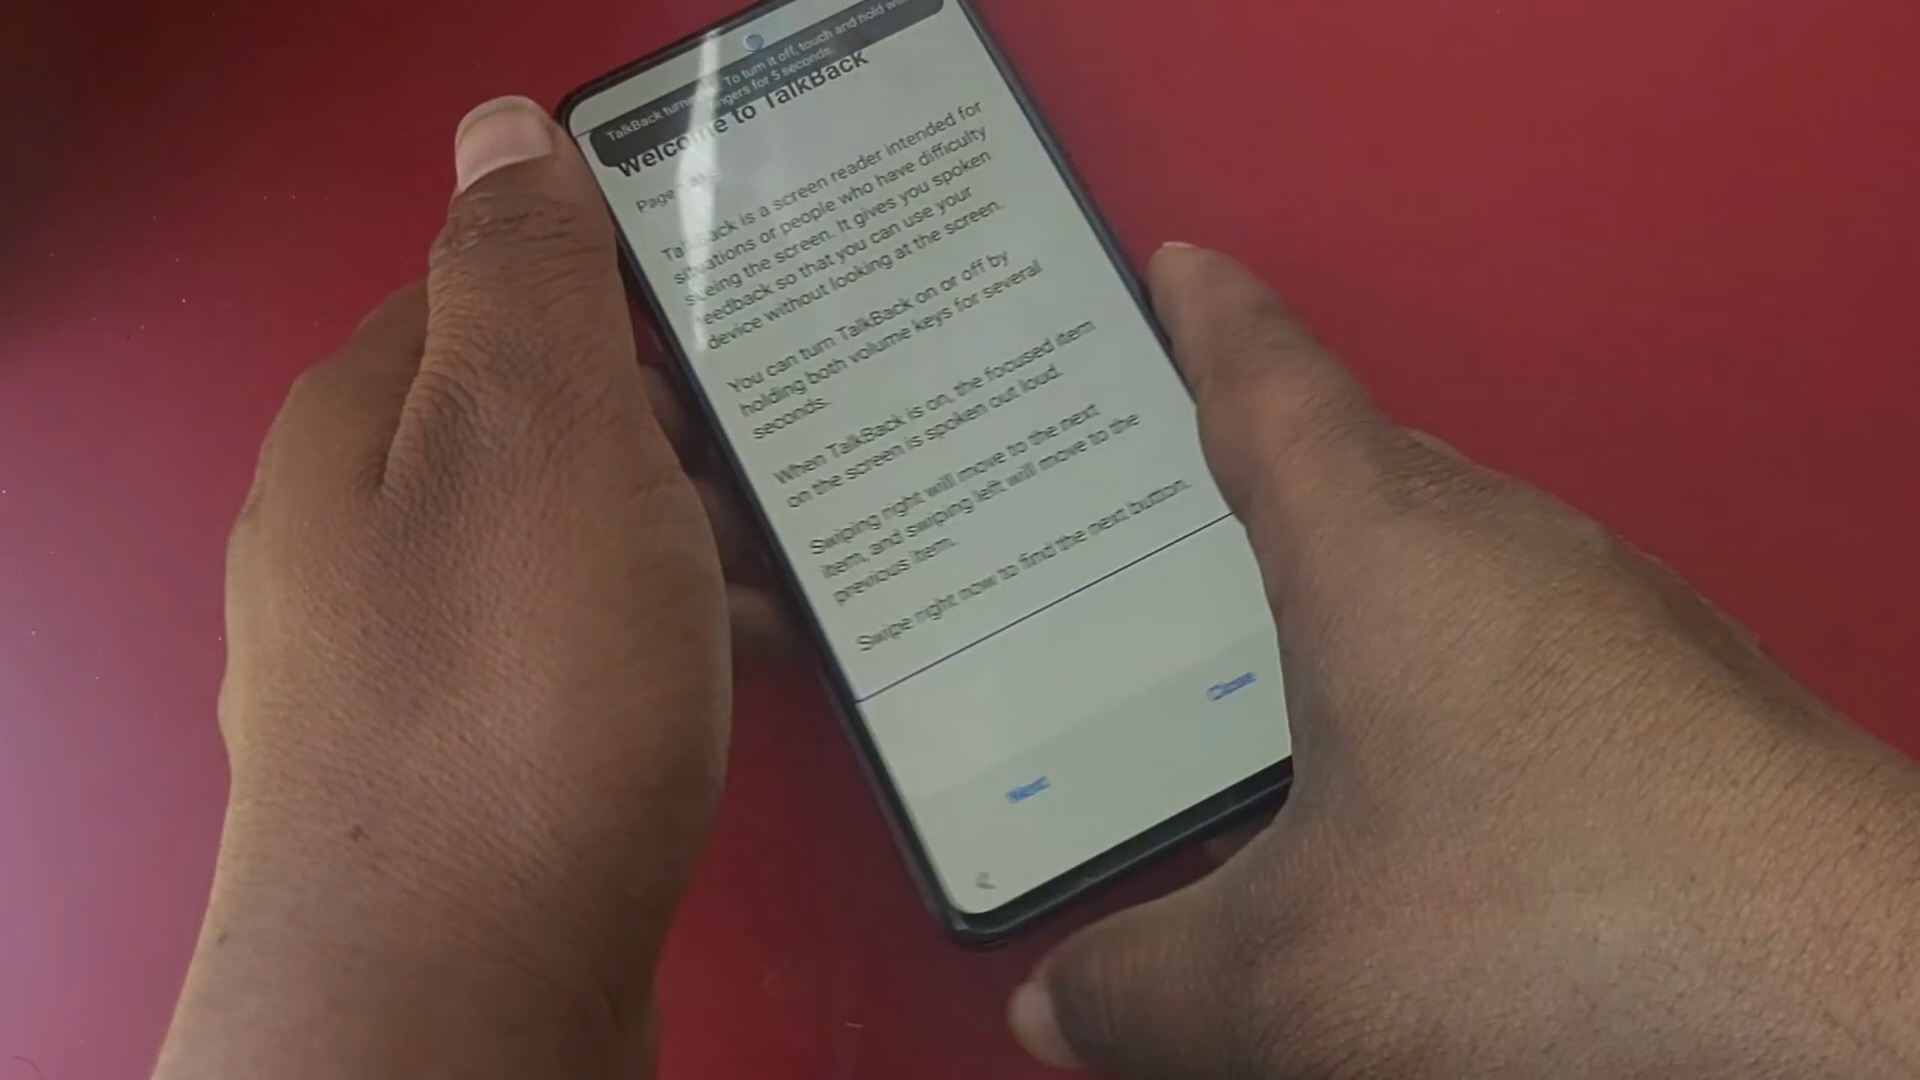 TalkBack turne To turn it off, touch and hold wi
ngers for 5 seconds.
Welcome to TalkBack
Page
TalkBack is a screen reader intended for
situations or people who have difficulty
seeing the screen. It gives you spoken
feedback so that you can use your
device without looking at the screen.
You can turn TalkBack on or off by
holding both volume keys for several
seconds.
When TalkBack is on, the focused item
on the screen is spoken out loud.
Swiping right will move to the next
item, and swiping left will move to the
previous item.
Swipe right now to find the next button.
Close
Next